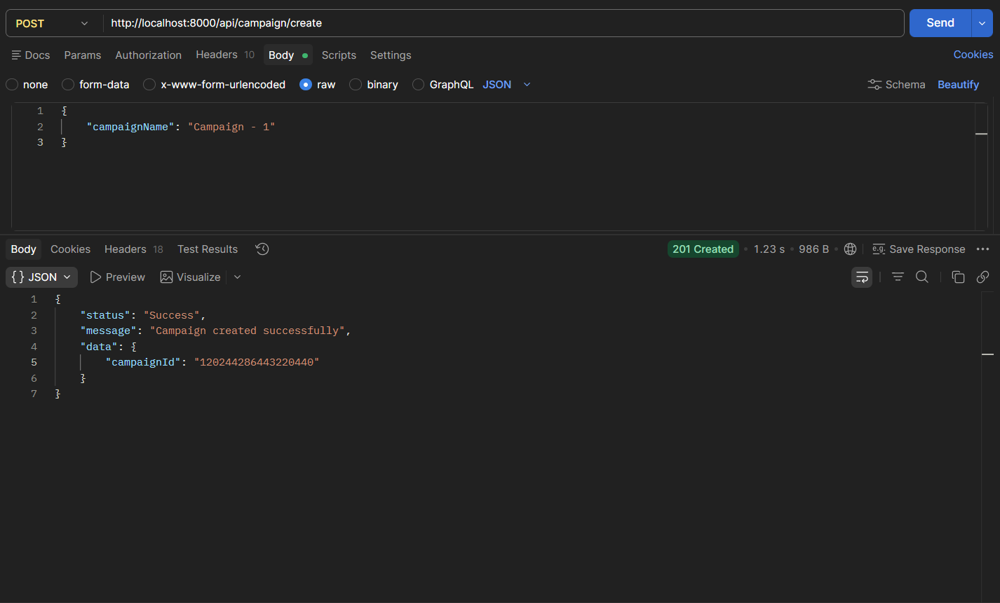 POST http://localhost:8000/api/campaign/create Send
Docs Params Authorization Headers 10 Body Scripts Settings Cookies
none form-data x-www-form-urlencoded raw binary GraphQL JSON Schema Beautify
1 {
2 "campaignName": "Campaign - 1"
3 }
Body Cookies Headers 18 Test Results 201 Created • 1.23 s • 986 B • e.g. Save Response
{} JSON Preview Visualize
1 {
2 "status": "Success",
3 "message": "Campaign created successfully",
4 "data": {
5 "campaignId": "120244286443220440"
6 }
7 }